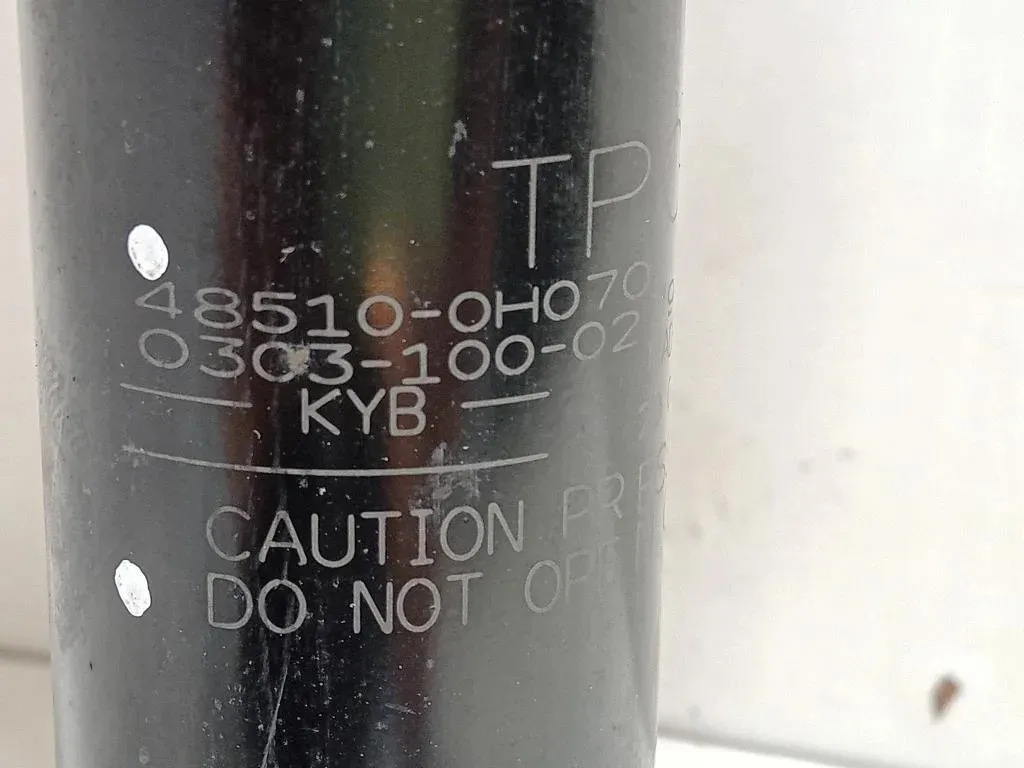 TP
48510-0H070
0303-100-02
KYB
CAUTION
DO NOT